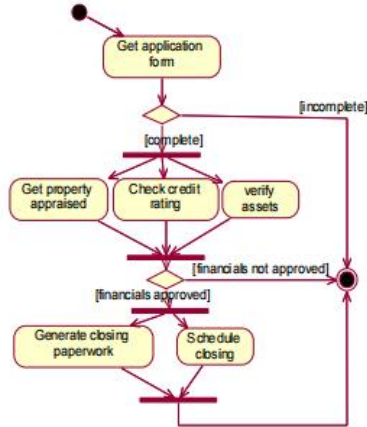 Get application
form
[incomplete]
[complete]
Get property
appraised
Check credit
rating
verify
assets
[financials not approved]
[financials approved]
Generate closing
paperwork
Schedule
closing